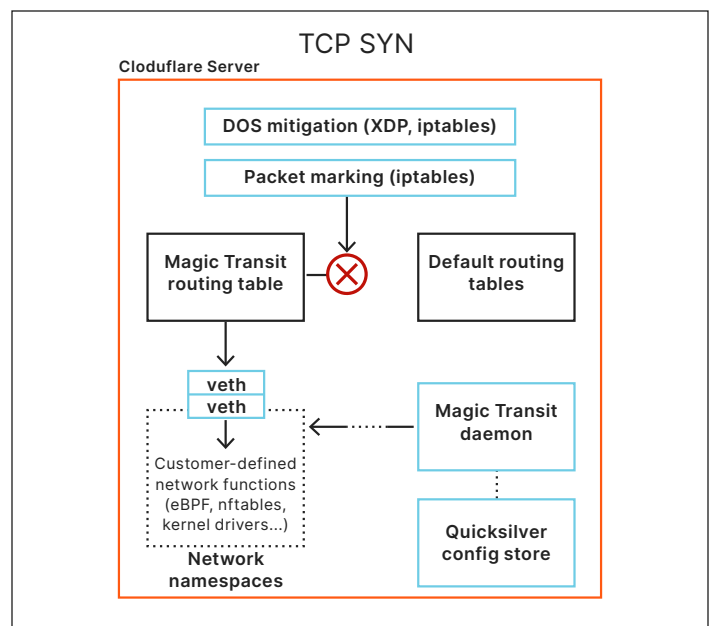 TCP SYN
Cloduflare Server
DOS mitigation (XDP, iptables)
Packet marking (iptables)
Magic Transit
routing table
Default routing
tables
veth
veth
Magic Transit
daemon
Customer-defined
network functions
(eBPF, nftables,
kernel drivers...)
Network
namespaces
Quicksilver
config store